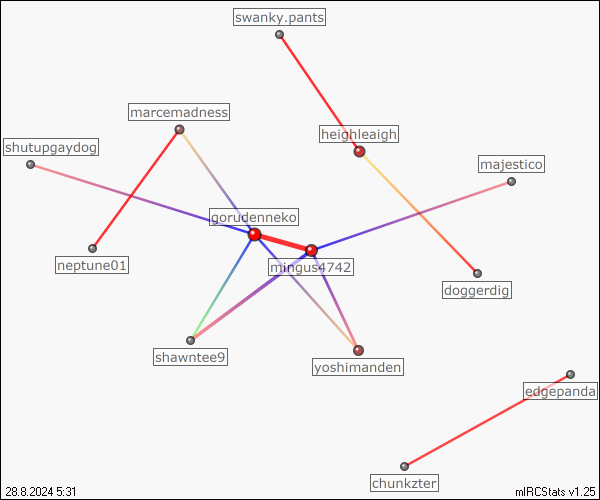 swanky.pants
marcemadness
heighleaigh
shutupgaydog
majestico
gorudenneko
neptune01
mingus4742
doggerdig
shawntee9
yoshimanden
edgepanda
chunkzter
28.8.2024 5:31
mIRCStats v1.25